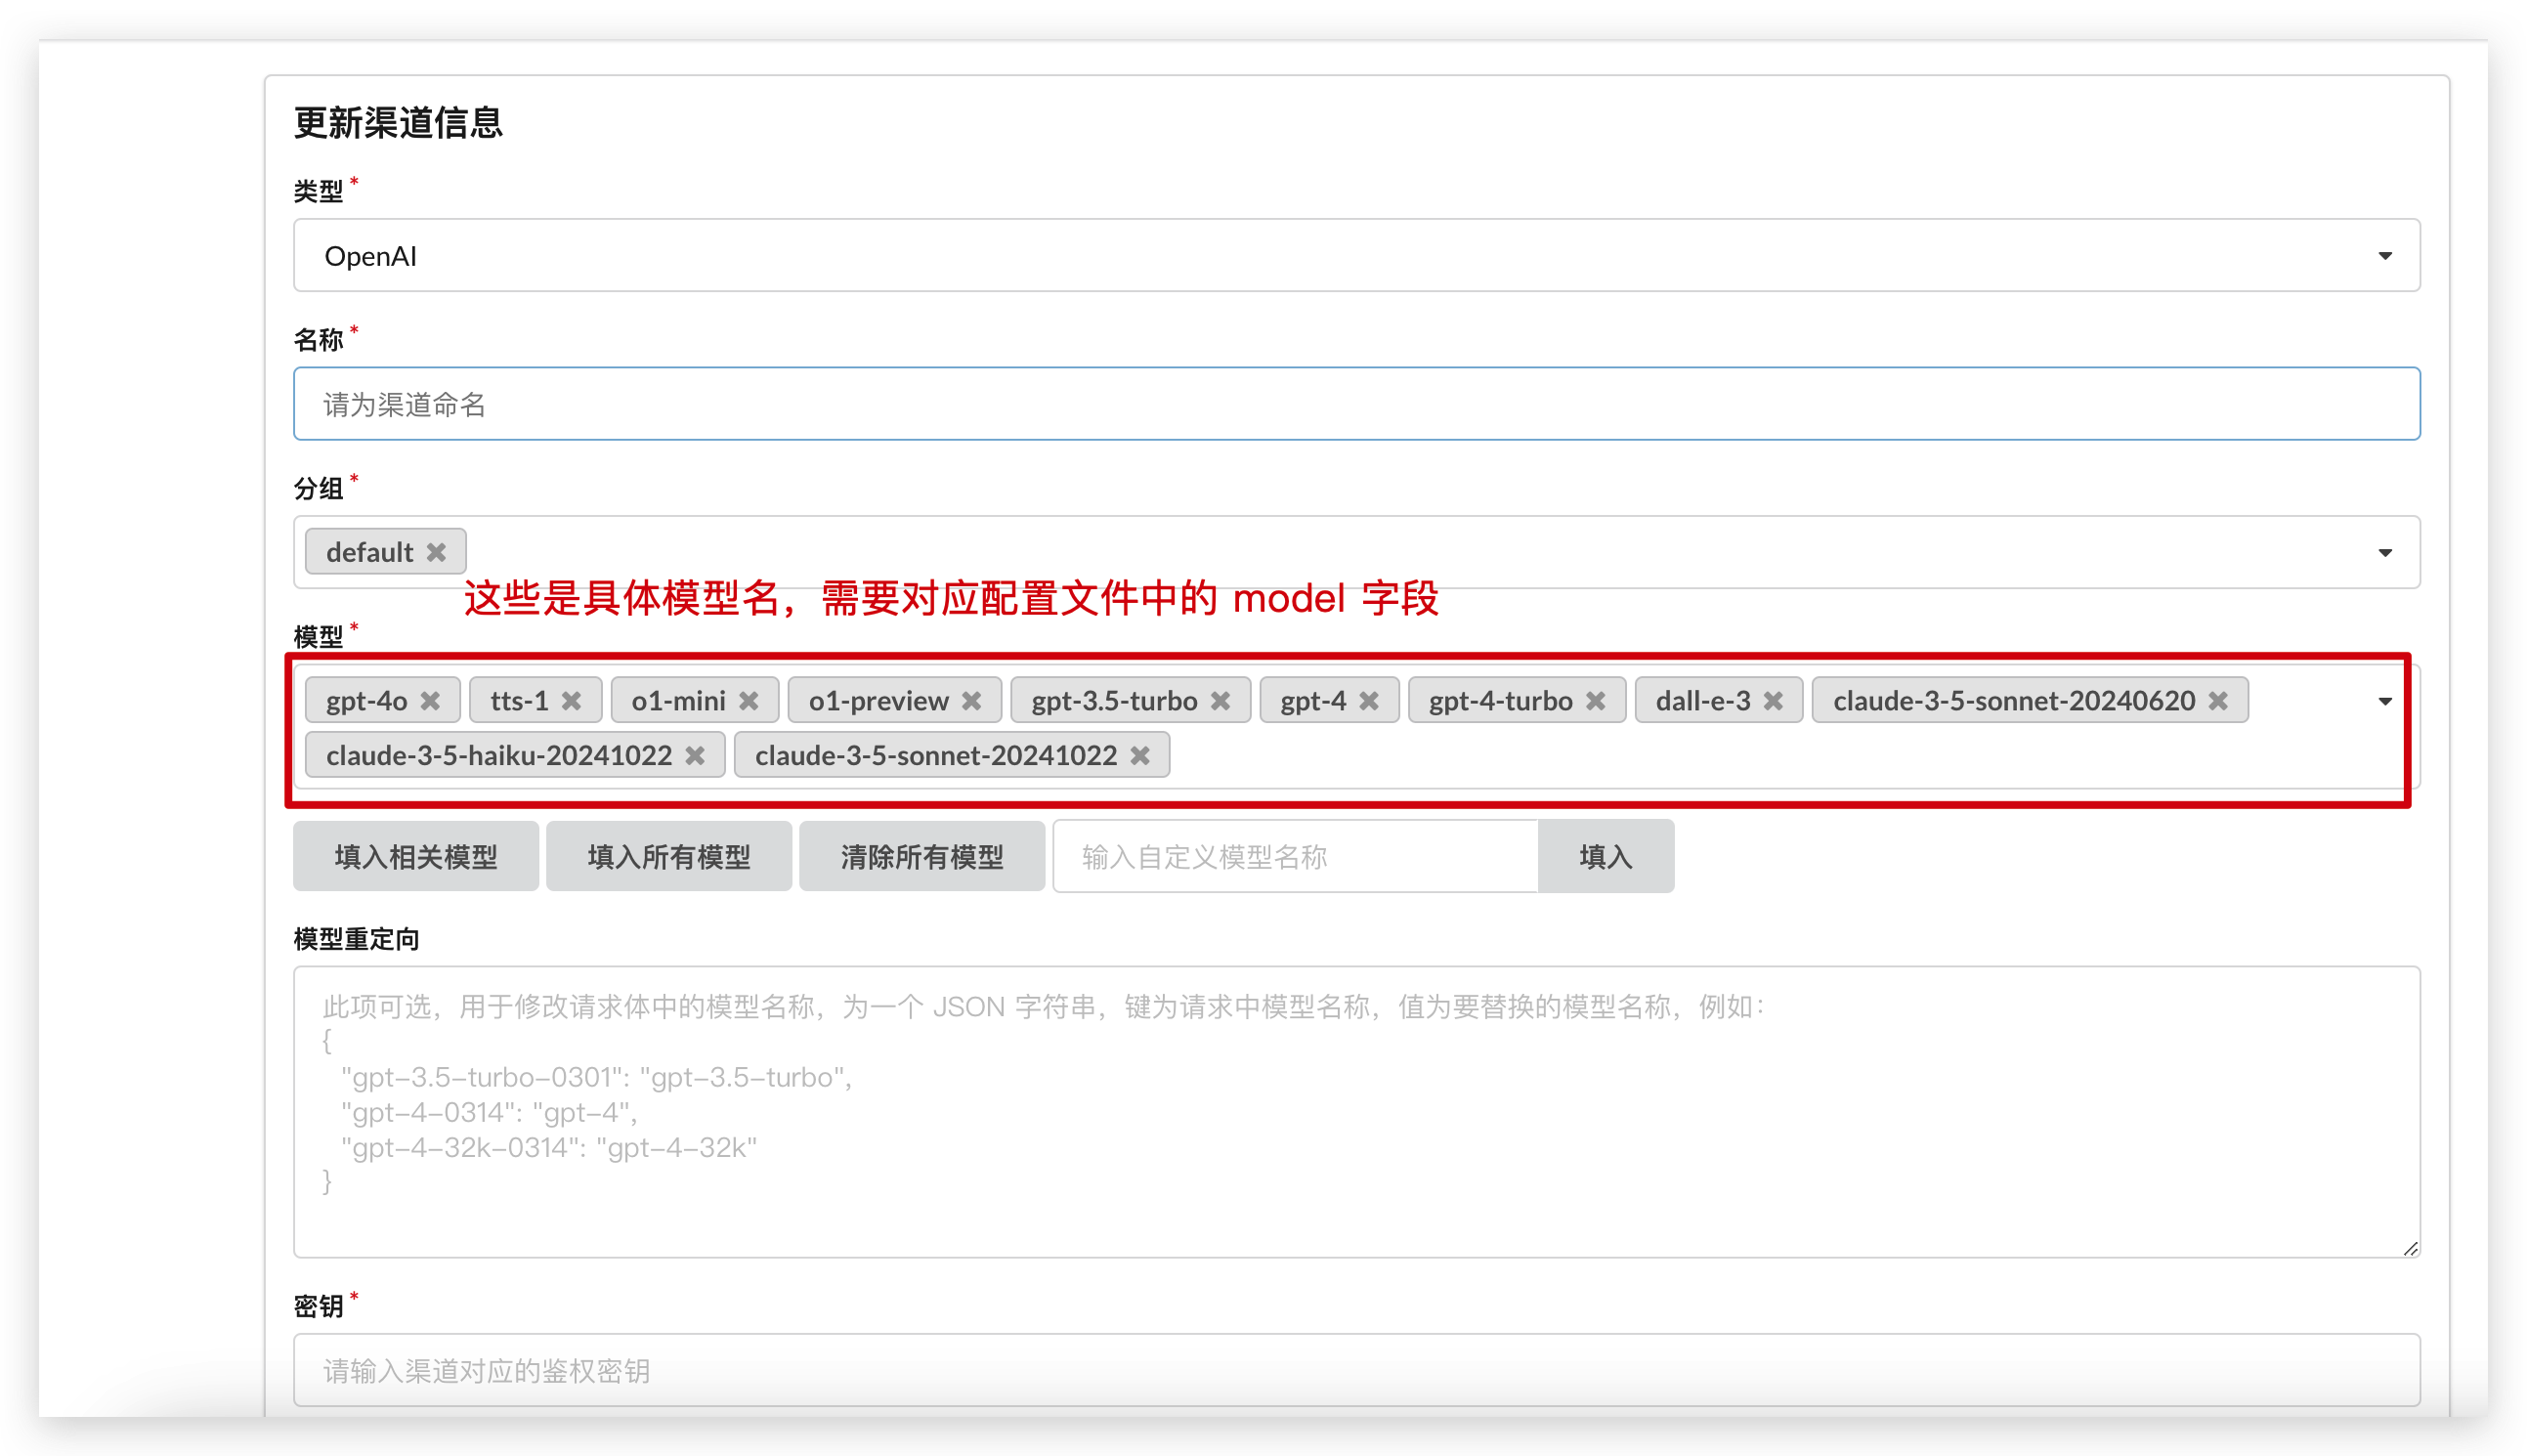 更新渠道信息
类型 *
OpenAI
名称 *
请为渠道命名
分组 *
default
这些是具体模型名，需要对应配置文件中的 model 字段
模型 *
gpt-4o tts-1 o1-mini o1-preview gpt-3.5-turbo gpt-4 gpt-4-turbo dall-e-3 claude-3-5-sonnet-20240620
claude-3-5-haiku-20241022 claude-3-5-sonnet-20241022
填入相关模型 填入所有模型 清除所有模型 输入自定义模型名称 填入
模型重定向
此项可选，用于修改请求体中的模型名称，为一个 JSON 字符串，键为请求中模型名称，值为要替换的模型名称，例如：
{
"gpt-3.5-turbo-0301": "gpt-3.5-turbo",
"gpt-4-0314": "gpt-4",
"gpt-4-32k-0314": "gpt-4-32k"
}
密钥 *
请输入渠道对应的鉴权密钥